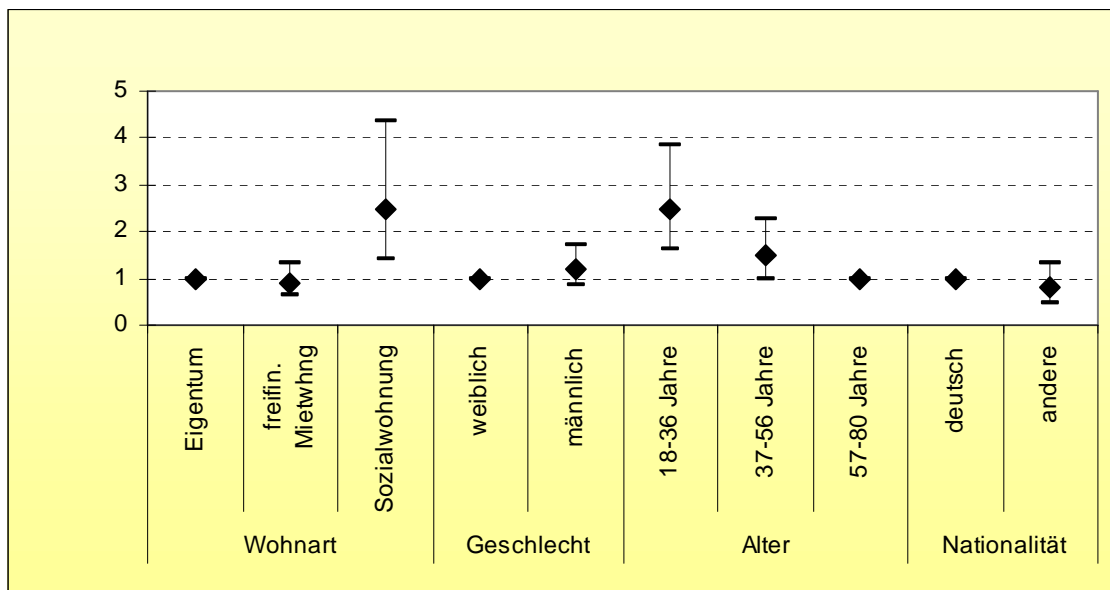 5
4
3
2
1
0
Eigentum
freifin.
Mietwhng
Sozialwohnung
weiblich
männlich
18-36 Jahre
37-56 Jahre
57-80 Jahre
deutsch
andere
Wohnart
Geschlecht
Alter
Nationalität